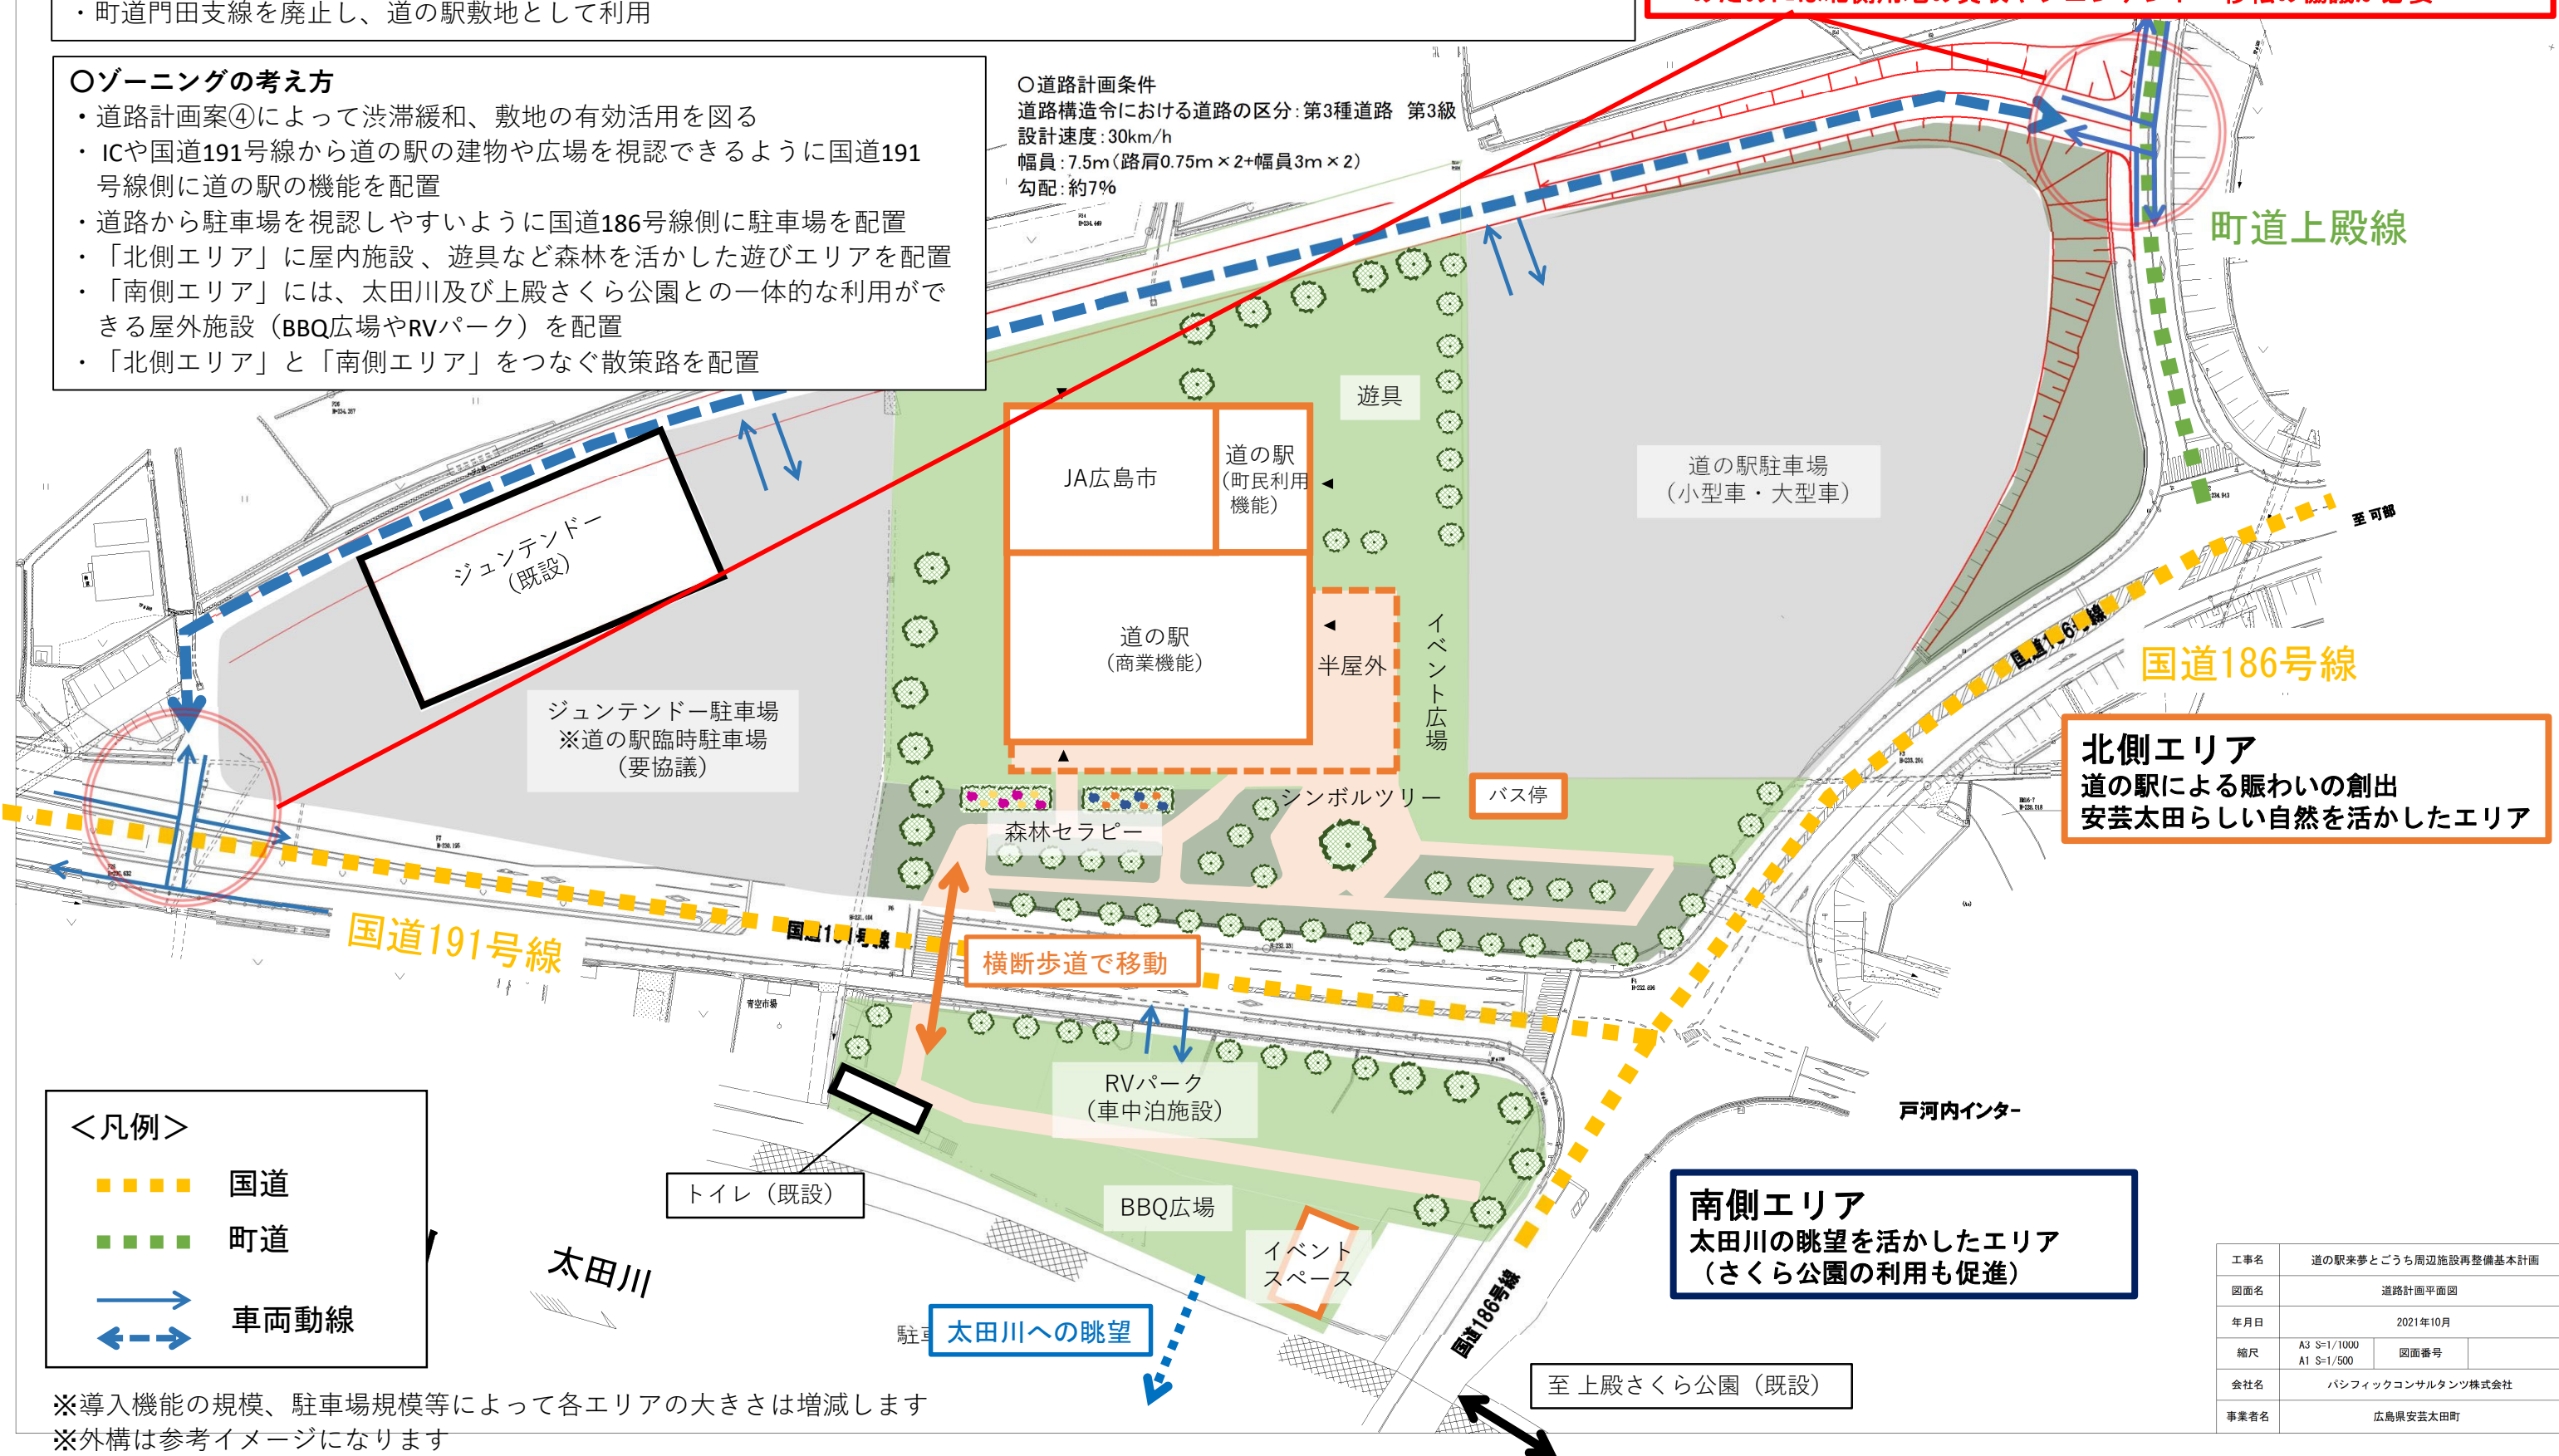 ・町道門田支線を廃止し、道の駅敷地として利用
〇ゾーニングの考え方
・道路計画案④によって渋滞緩和、敷地の有効活用を図る
・ ICや国道191号線から道の駅の建物や広場を視認できるように国道191
号線側に道の駅の機能を配置
・道路から駐車場を視認しやすいように国道186号線側に駐車場を配置
・「北側エリア」に屋内施設、遊具など森林を活かした遊びエリアを配置
・「南側エリア」には、太田川及び上殿さくら公園との一体的な利用がで
きる屋外施設（BBQ広場やRVパーク）を配置
・「北側エリア」と「南側エリア」をつなぐ散策路を配置
〇道路計画条件
道路構造令における道路の区分：第3種道路 第3級
設計速度：30km/h
幅員：7.5m（路肩0.75m×2+幅員3m×2）
勾配：約7%
町道上殿線
遊具
JA広島市
道の駅
（町民利用
機能）
道の駅駐車場
（小型車・大型車）
至 可部
ジュンテンドー
（既設）
道の駅
（商業機能）
半屋外
イベント広場
国道186号線
国道186号線
ジュンテンドー駐車場
※道の駅臨時駐車場
（要協議）
北側エリア
道の駅による賑わいの創出
安芸太田らしい自然を活かしたエリア
シンボルツリー
バス停
森林セラピー
国道191号線
国道191号線
横断歩道で移動
青空市場
RVパーク
（車中泊施設）
戸河内インター
＜凡例＞
国道
町道
車両動線
トイレ（既設）
BBQ広場
イベント
スペース
南側エリア
太田川の眺望を活かしたエリア
（さくら公園の利用も促進）
太田川
太田川への眺望
国道186号線
至 上殿さくら公園（既設）
※導入機能の規模、駐車場規模等によって各エリアの大きさは増減します
※外構は参考イメージになります
工事名 道の駅来夢とごうち周辺施設再整備基本計画
図面名 道路計画平面図
年月日 2021年10月
縮尺 A3 S=1/1000 A1 S=1/500 図面番号
会社名 パシフィックコンサルタンツ株式会社
事業者名 広島県安芸太田町